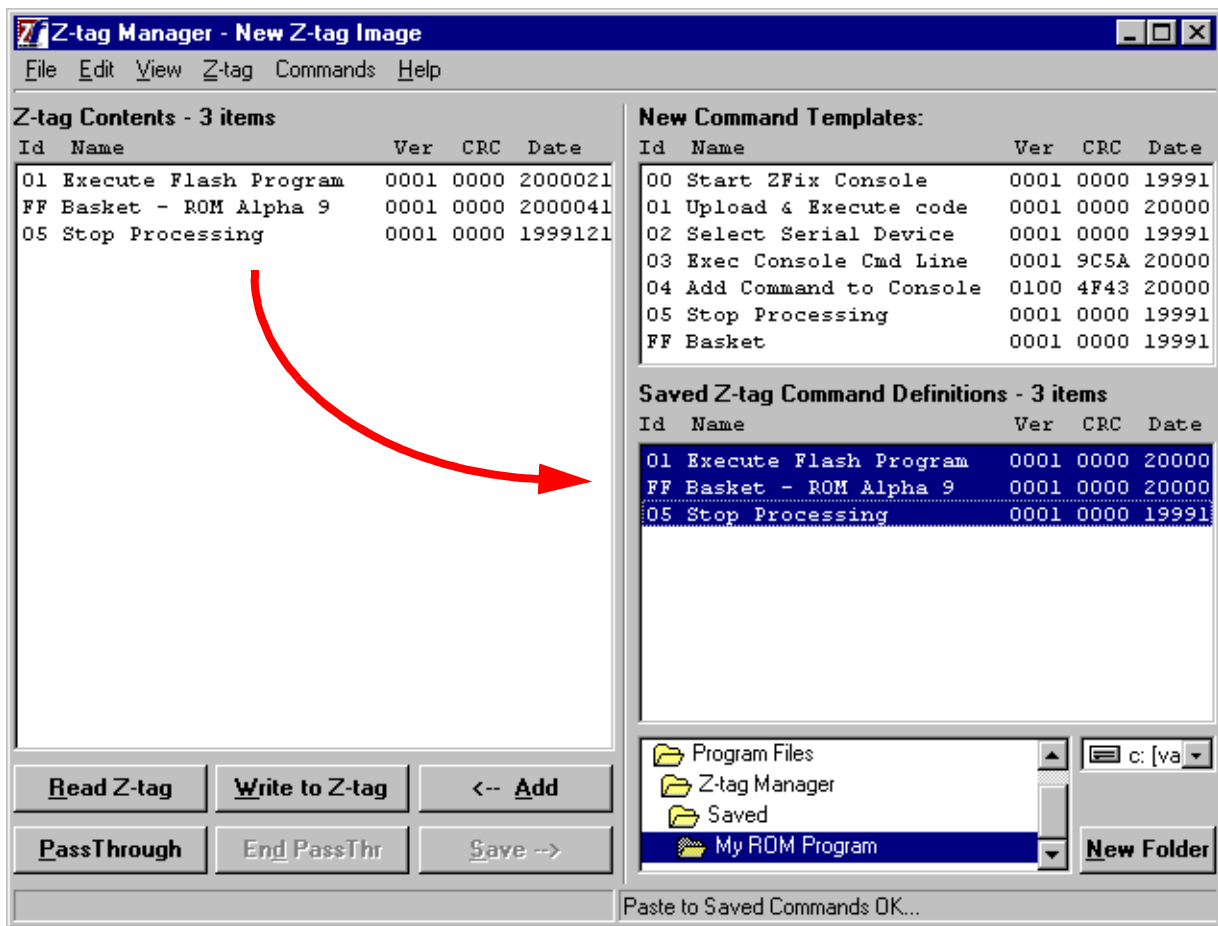 Z-tag Manager - New Z-tag Image
File Edit View Z-tag Commands Help
Z-tag Contents - 3 items
Id Name Ver CRC Date
01 Execute Flash Program 0001 0000 2000021
FF Basket - ROM Alpha 9 0001 0000 2000041
05 Stop Processing 0001 0000 1999121
Read Z-tag
Write to Z-tag
<-- Add
PassThrough
End PassThr
Save -->
New Command Templates:
Id Name Ver CRC Date
00 Start ZFix Console 0001 0000 19991
01 Upload & Execute code 0001 0000 20000
02 Select Serial Device 0001 0000 19991
03 Exec Console Cmd Line 0001 9C5A 20000
04 Add Command to Console 0100 4F43 20000
05 Stop Processing 0001 0000 19991
FF Basket 0001 0000 19991
Saved Z-tag Command Definitions - 3 items
Id Name Ver CRC Date
01 Execute Flash Program 0001 0000 20000
FF Basket - ROM Alpha 9 0001 0000 20000
05 Stop Processing 0001 0000 19991
Program Files
Z-tag Manager
Saved
My ROM Program
c: [va
New Folder
Paste to Saved Commands OK...